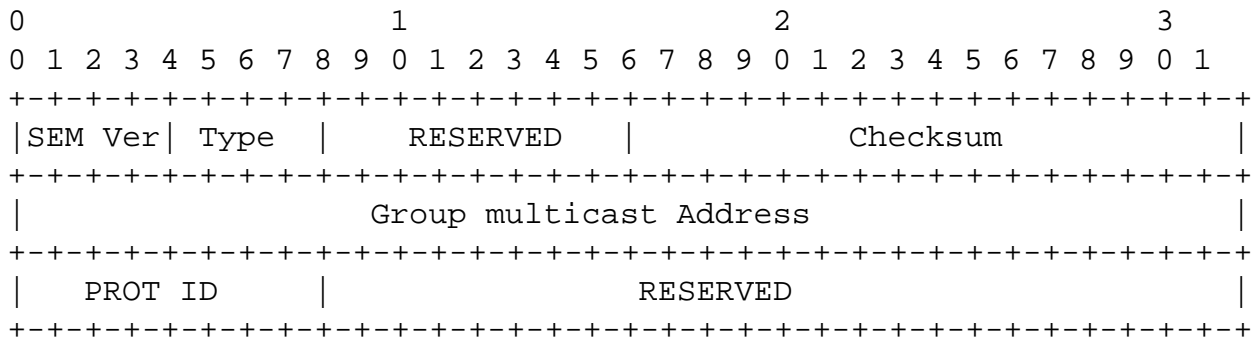 0                   1                   2                   3
0 1 2 3 4 5 6 7 8 9 0 1 2 3 4 5 6 7 8 9 0 1 2 3 4 5 6 7 8 9 0 1
+-+-+-+-+-+-+-+-+-+-+-+-+-+-+-+-+-+-+-+-+-+-+-+-+-+-+-+-+-+-+-+-+
|SEM Ver| Type  |    RESERVED   |           Checksum            |
+-+-+-+-+-+-+-+-+-+-+-+-+-+-+-+-+-+-+-+-+-+-+-+-+-+-+-+-+-+-+-+-+
|                  Group multicast Address                      |
+-+-+-+-+-+-+-+-+-+-+-+-+-+-+-+-+-+-+-+-+-+-+-+-+-+-+-+-+-+-+-+-+
|   PROT ID     |                RESERVED                       |
+-+-+-+-+-+-+-+-+-+-+-+-+-+-+-+-+-+-+-+-+-+-+-+-+-+-+-+-+-+-+-+-+